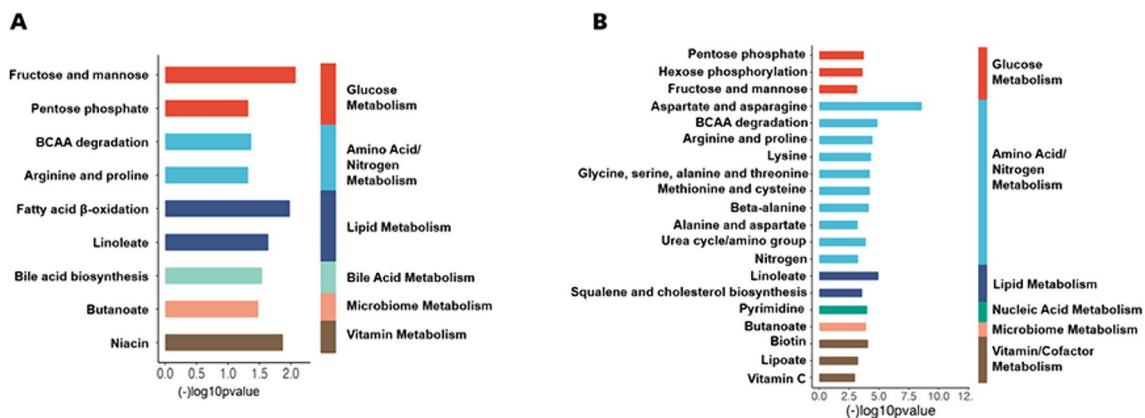 A
Fructose and mannose
Pentose phosphate
BCAA degradation
Arginine and proline
Fatty acid β-oxidation
Linoleate
Bile acid biosynthesis
Butanoate
Niacin
0.0 0.5 1.0 1.5 2.0
(-)log10pvalue
Glucose
Metabolism
Amino Acid/
Nitrogen
Metabolism
Lipid Metabolism
Bile Acid Metabolism
Microbiome Metabolism
Vitamin Metabolism
B
Pentose phosphate
Hexose phosphorylation
Fructose and mannose
Aspartate and asparagine
BCAA degradation
Arginine and proline
Lysine
Glycine, serine, alanine and threonine
Methionine and cysteine
Beta-alanine
Alanine and aspartate
Urea cycle/amino group
Nitrogen
Linoleate
Squalene and cholesterol biosynthesis
Pyrimidine
Butanoate
Biotin
Lipoate
Vitamin C
0.0 2.5 5.0 7.5 10.0 12.
(-)log10pvalue
Glucose
Metabolism
Amino Acid/
Nitrogen
Metabolism
Lipid Metabolism
Nucleic Acid Metabolism
Microbiome Metabolism
Vitamin/Cofactor
Metabolism